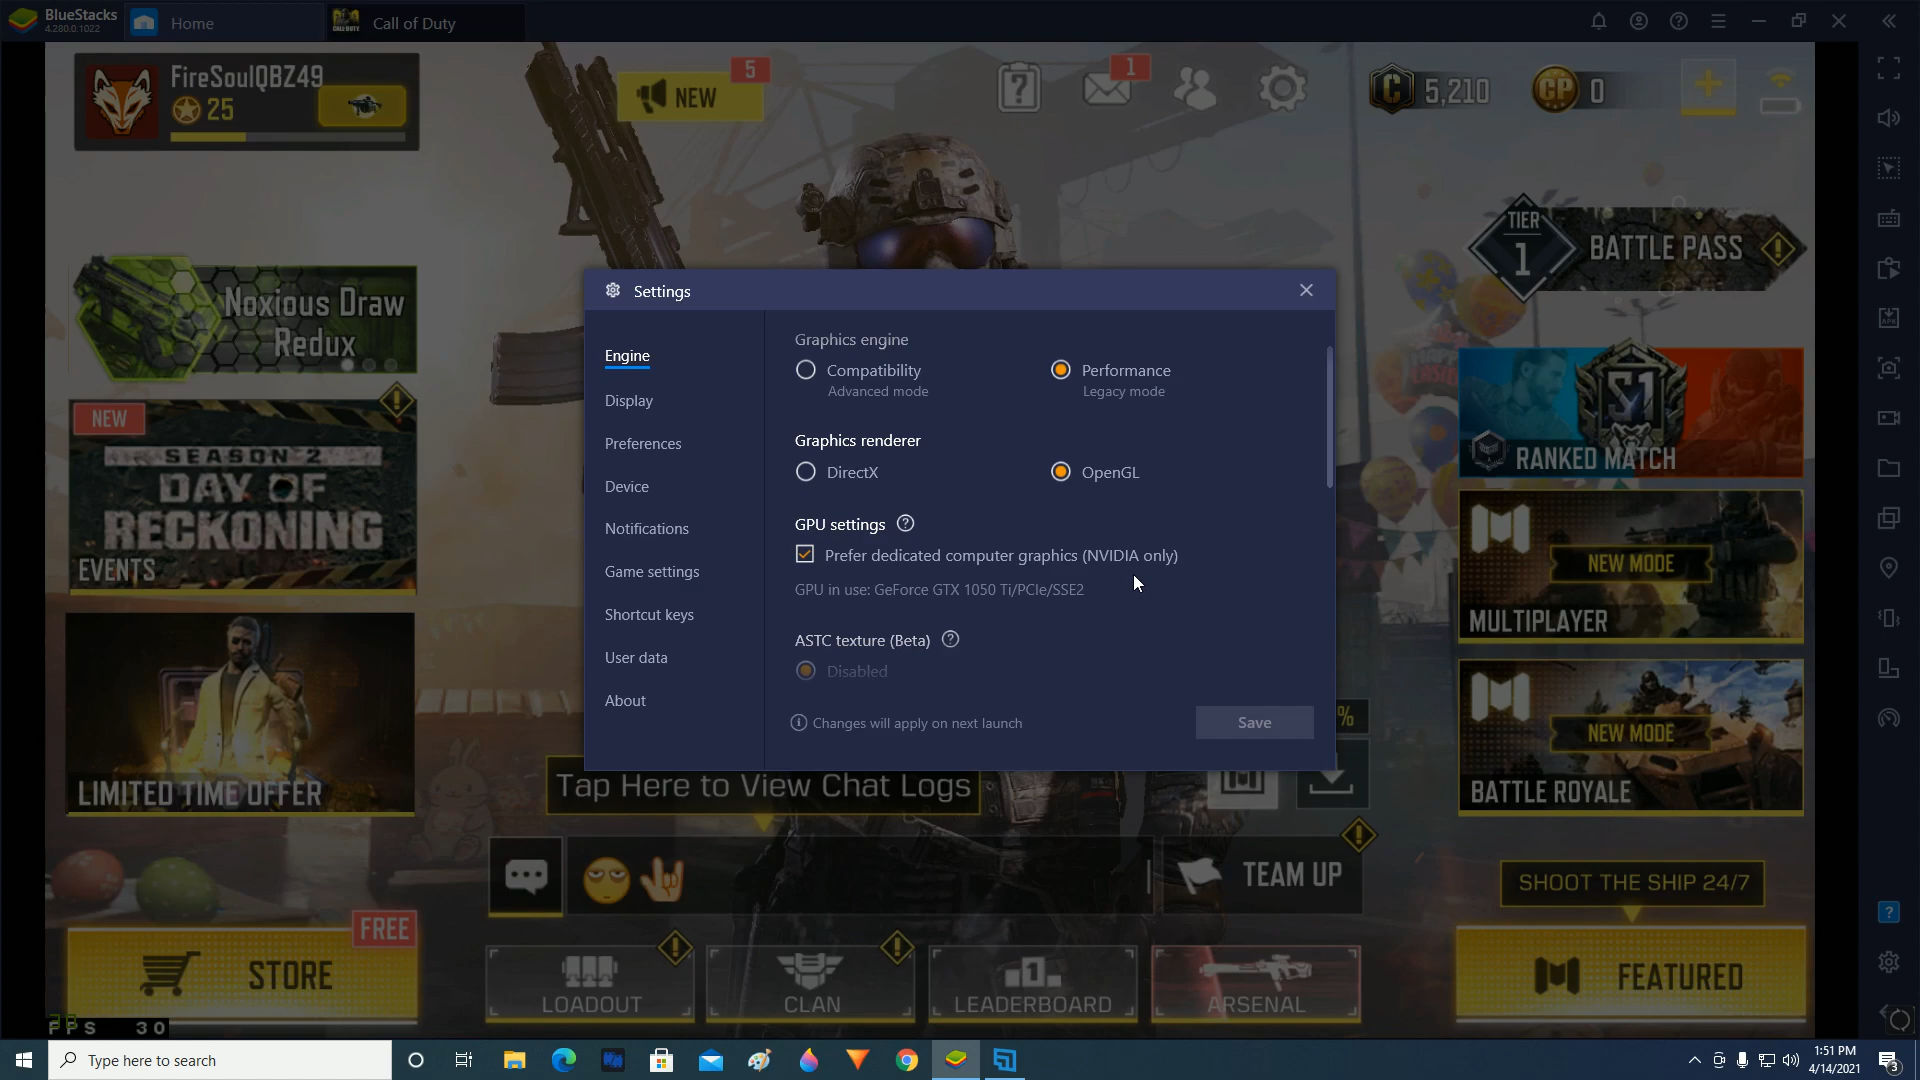 BlueStacks
4.280.0.1022
Home
Call of Duty
FireSoulQBZ49
25
NEW
5
1
5,210
CP
0
Noxious Draw
Redux
NEW
SEASON 2
DAY OF
RECKONING
EVENTS
LIMITED TIME OFFER
FREE
STORE
FPS 30
Settings
Engine
Display
Preferences
Device
Notifications
Game settings
Shortcut keys
User data
About
Graphics engine
Compatibility
Advanced mode
Performance
Legacy mode
Graphics renderer
DirectX
OpenGL
GPU settings
Prefer dedicated computer graphics (NVIDIA only)
GPU in use: GeForce GTX 1050 Ti/PCIe/SSE2
ASTC texture (Beta)
Disabled
Changes will apply on next launch
Save
%
Tap Here to View Chat Logs
TEAM UP
LOADOUT
CLAN
LEADERBOARD
ARSENAL
TIER
1
BATTLE PASS
S1
RANKED MATCH
NEW MODE
MULTIPLAYER
NEW MODE
BATTLE ROYALE
SHOOT THE SHIP 24/7
FEATURED
Type here to search
1:51 PM
4/14/2021
3